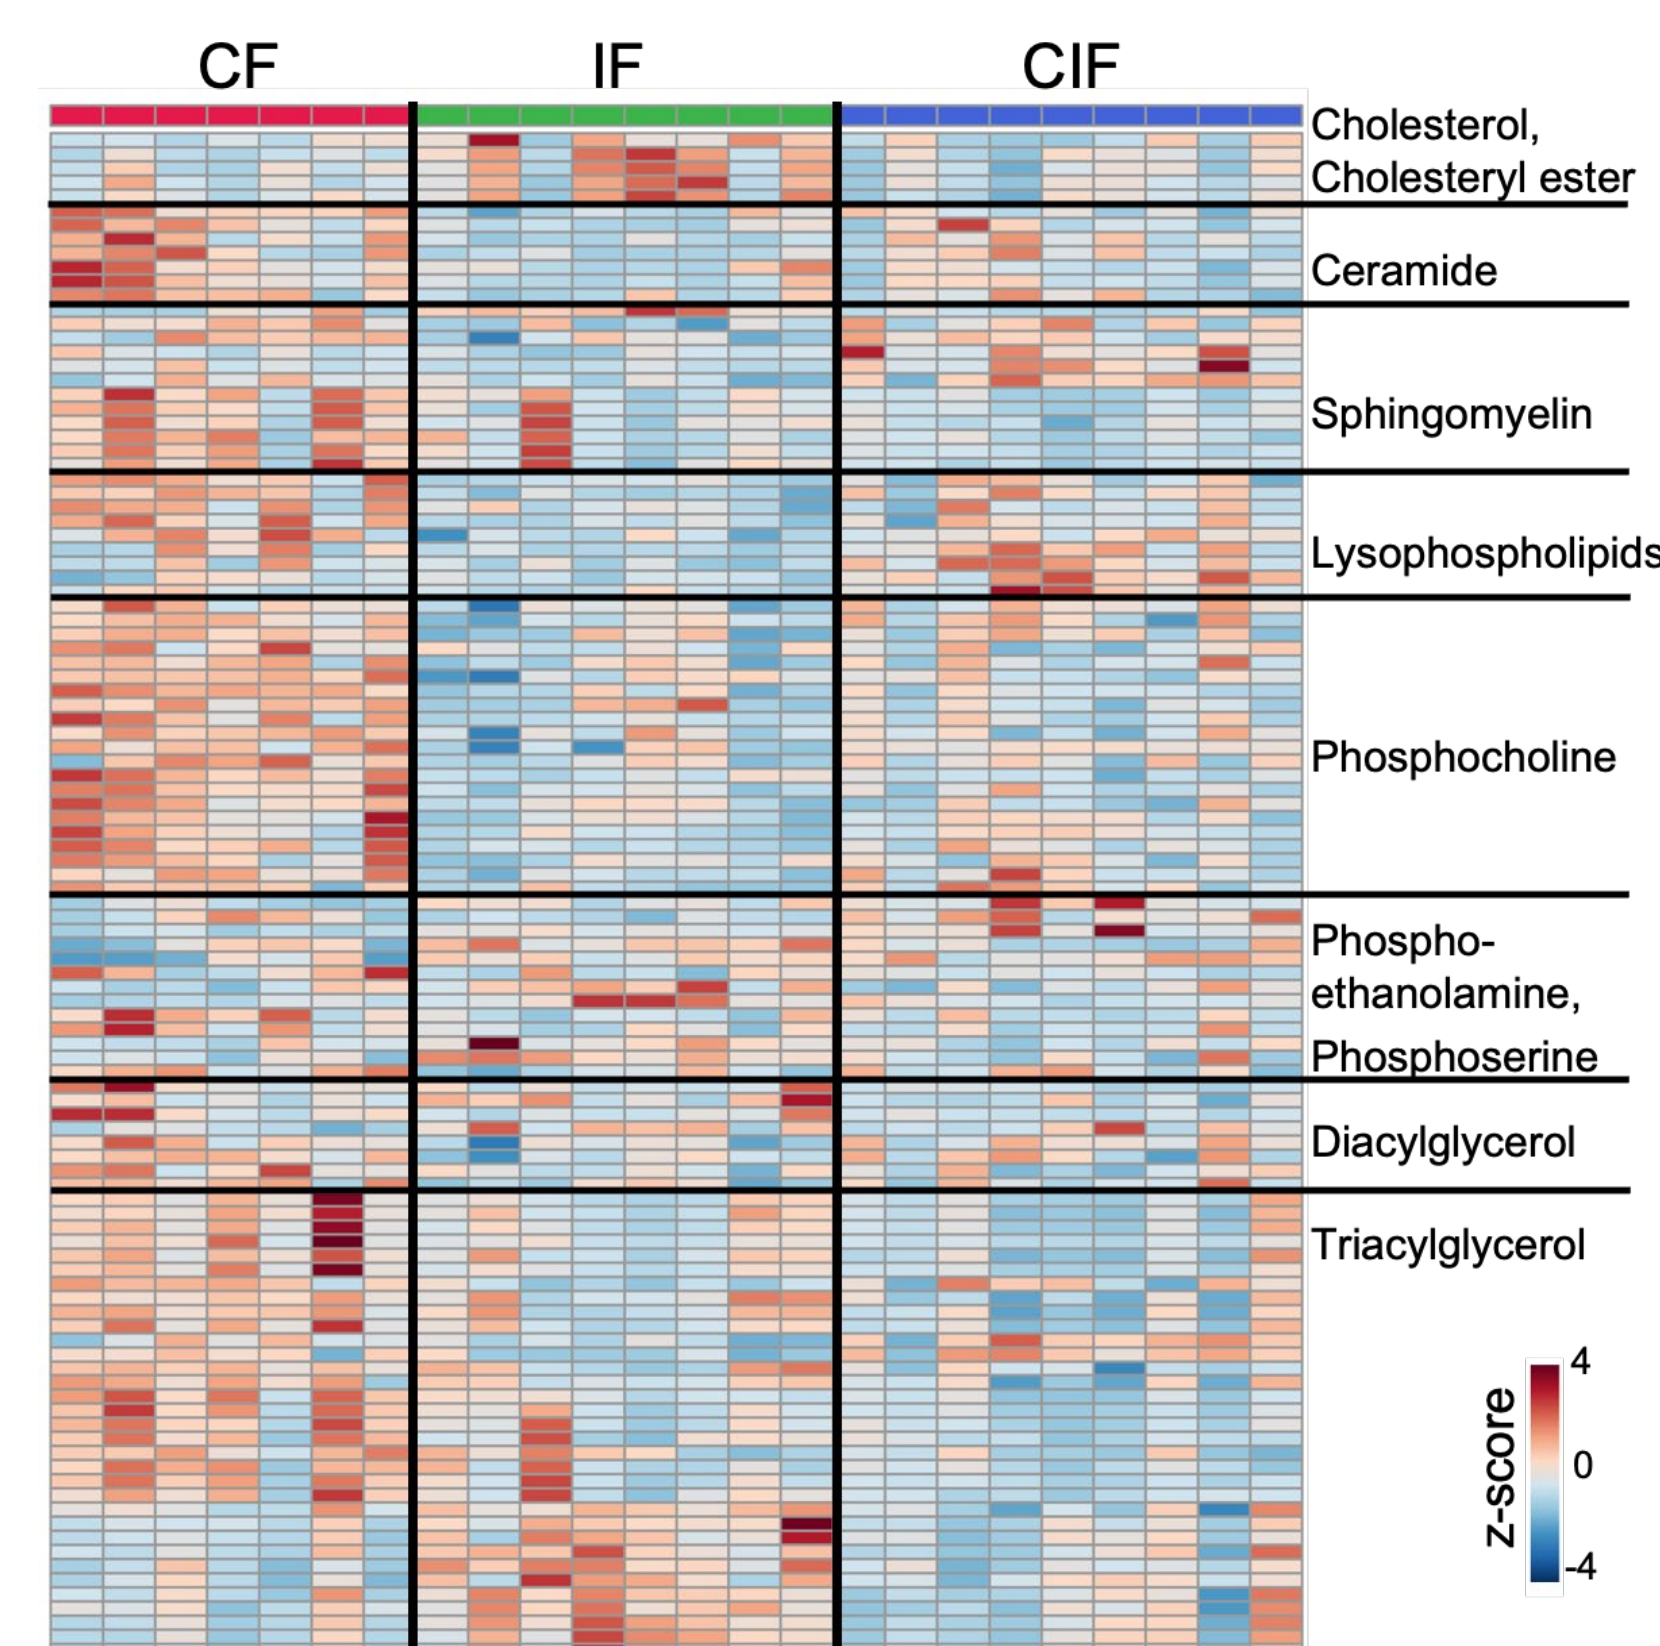 CF IF CIF
Cholesterol,
Cholesteryl ester
Ceramide
Sphingomyelin
Lysophospholipids
Phosphocholine
Phospho-
ethanolamine,
Phosphoserine
Diacylglycerol
Triacylglycerol
4
0
-4
z-score